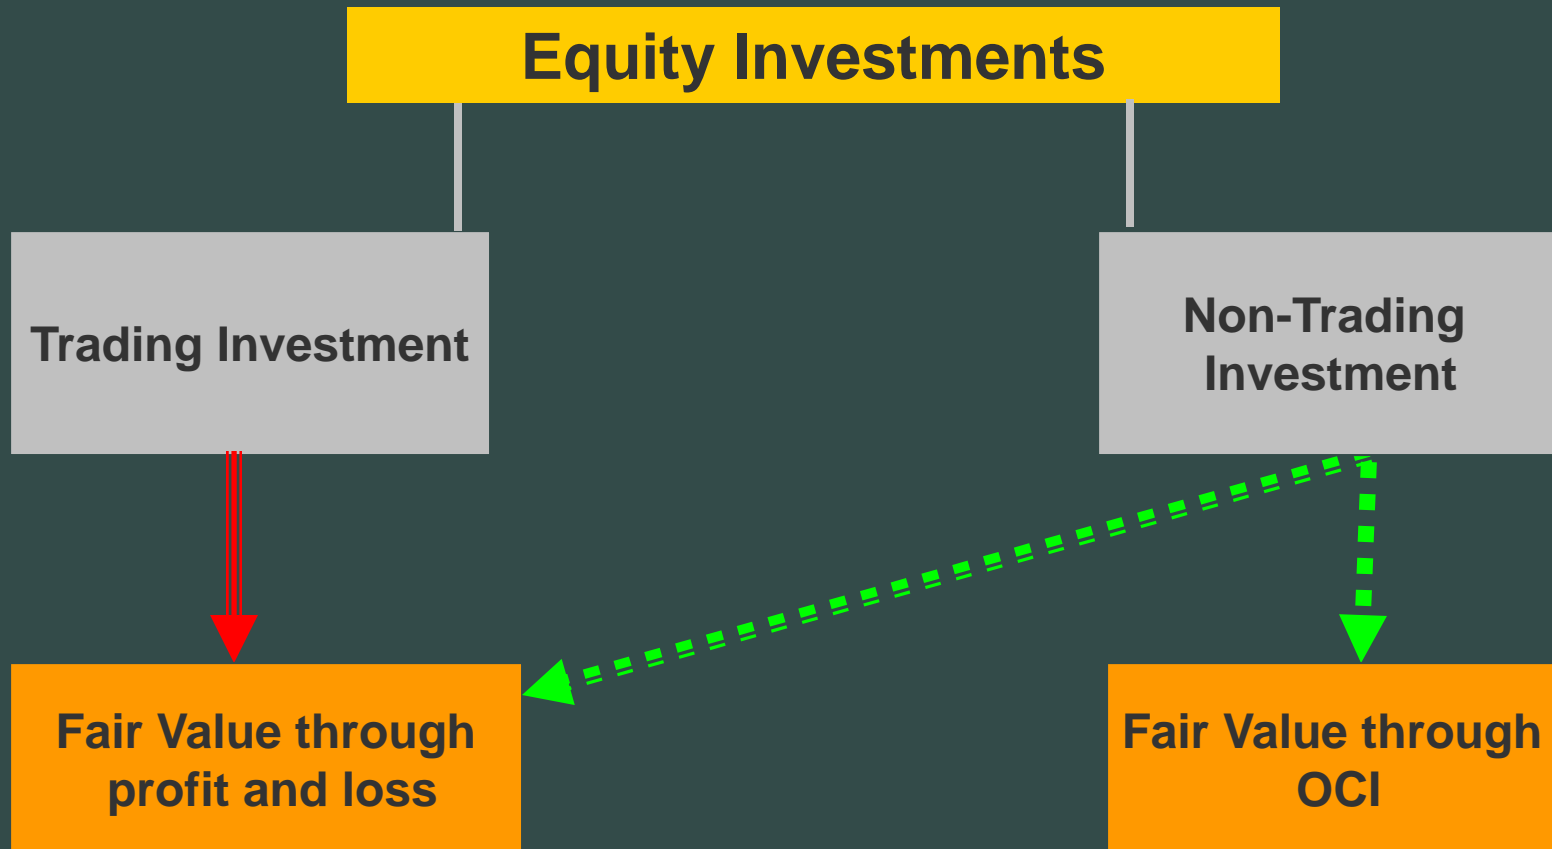 Equity Investments
Trading Investment
Non-Trading
Investment
Fair Value through
profit and loss
Fair Value through
OCI